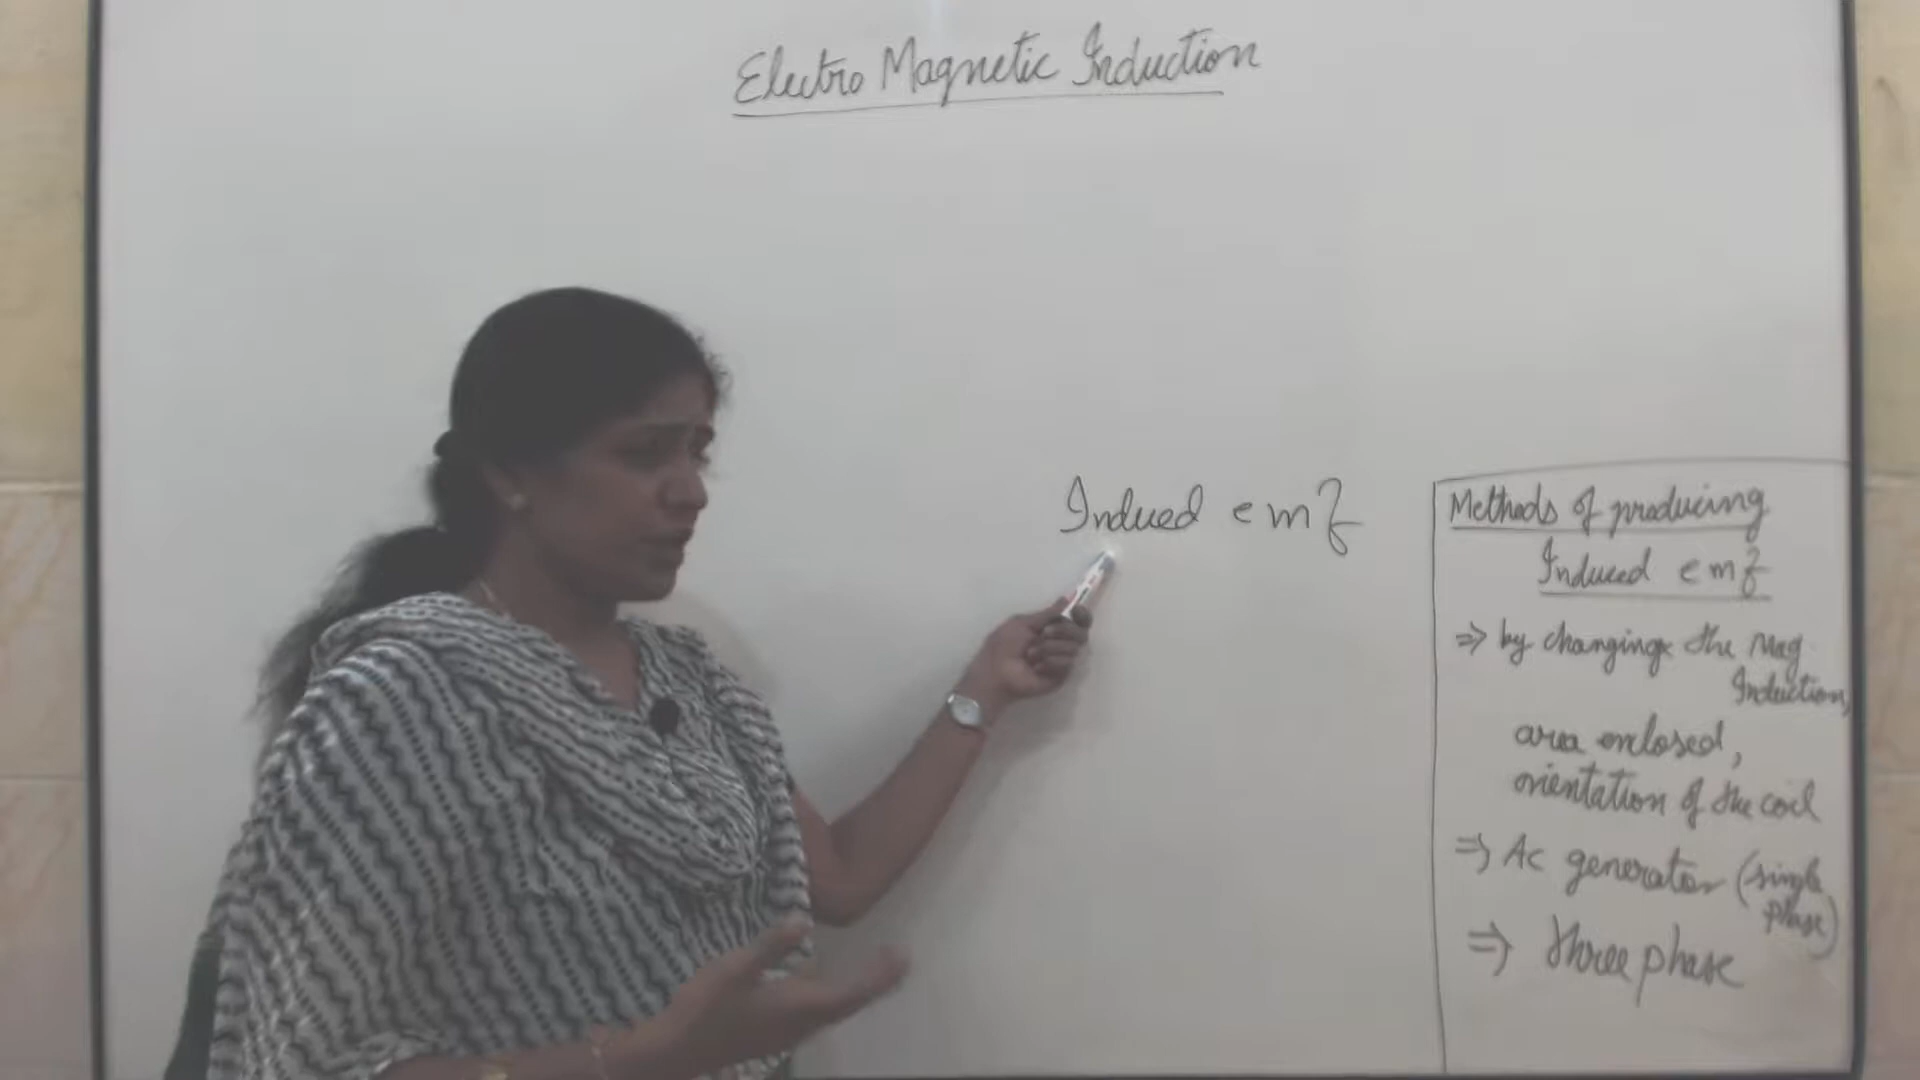 Electro Magnetic Induction
Indued emf
Methods of producing
Induced emf
⇒ by changing the Mag
Induction,
area enclosed,
orientation of the coil
⇒ Ac generator (single
phase)
⇒ three phase